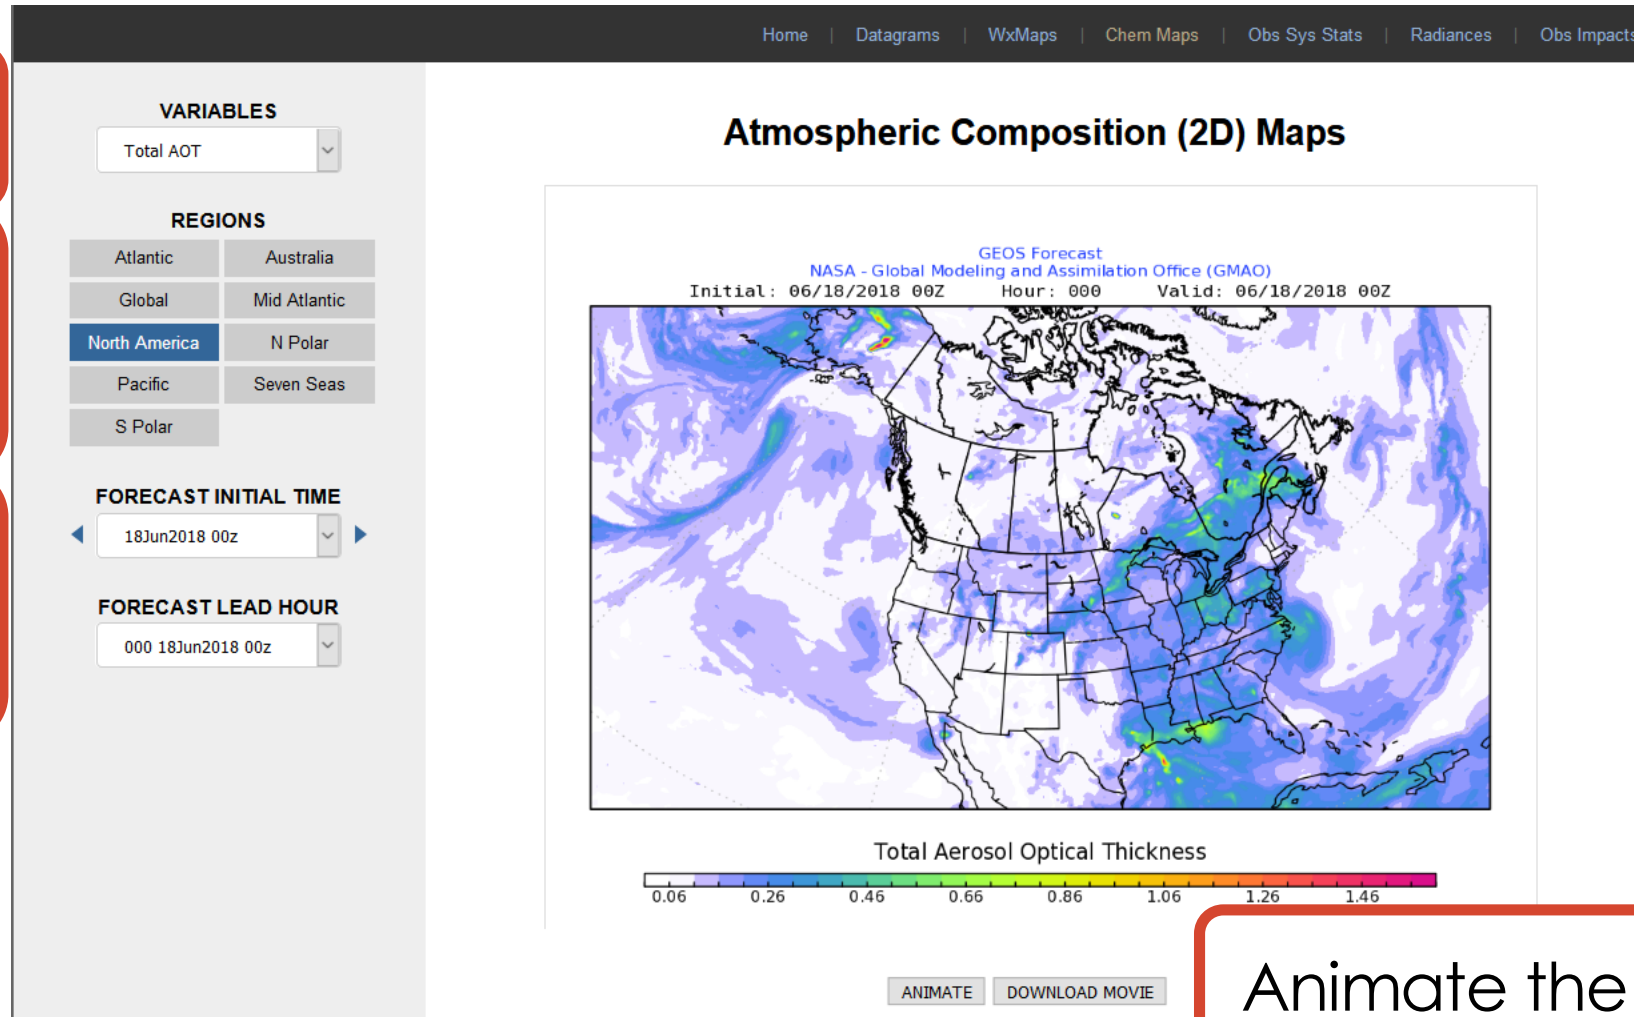 Home | Datagrams | WxMaps | Chem Maps | Obs Sys Stats | Radiances | Obs Impacts
VARIABLES
Total AOT
REGIONS
Atlantic Australia
Global Mid Atlantic
North America N Polar
Pacific Seven Seas
S Polar
FORECAST INITIAL TIME
18Jun2018 00z
FORECAST LEAD HOUR
000 18Jun2018 00z
Atmospheric Composition (2D) Maps
GEOS Forecast
NASA - Global Modeling and Assimilation Office (GMAO)
Initial: 06/18/2018 00Z Hour: 000 Valid: 06/18/2018 00Z
Total Aerosol Optical Thickness
0.06 0.26 0.46 0.66 0.86 1.06 1.26 1.46
ANIMATE DOWNLOAD MOVIE
Animate the